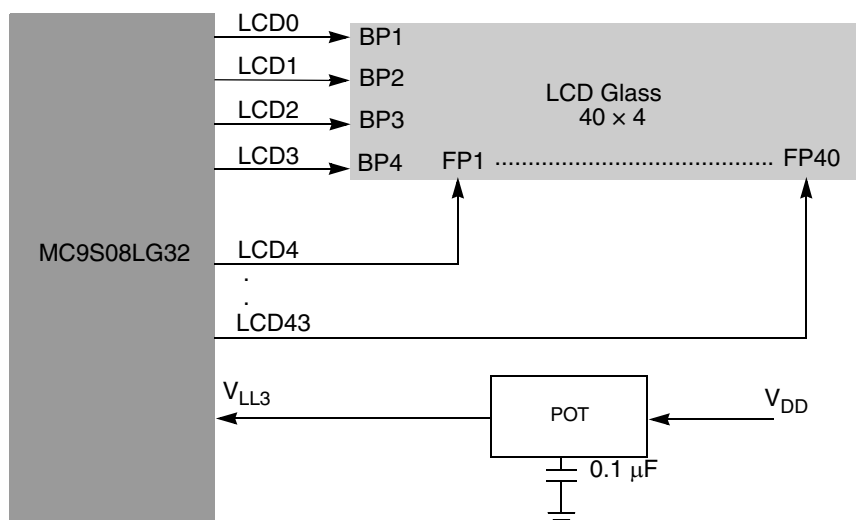 LCD0
BP1
LCD1
BP2
LCD2
BP3
LCD3
BP4
LCD Glass
40 × 4
FP1 .......................................... FP40
MC9S08LG32
LCD4
.
.
LCD43
VLL3
POT
VDD
0.1 μF